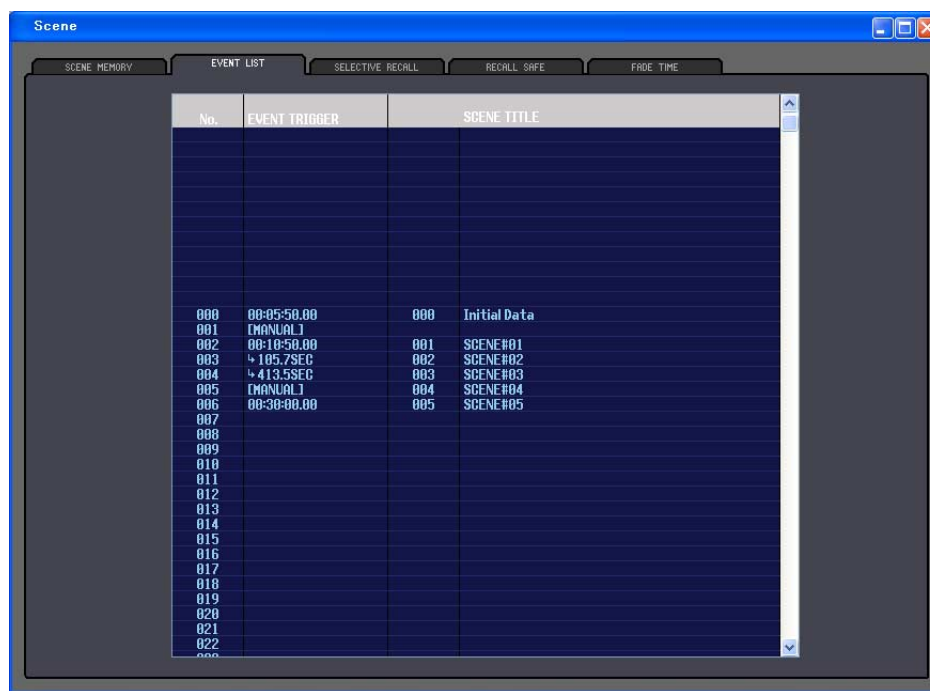 Scene
SCENE MEMORY EVENT LIST SELECTIVE RECALL RECALL SAFE FADE TIME
No. EVENT TRIGGER SCENE TITLE
000 00:05:50.00 000 Initial Data
001 [MANUAL]
002 00:10:50.00 001 SCENE#01
003 ↳105.7SEC 002 SCENE#02
004 ↳413.5SEC 003 SCENE#03
005 [MANUAL] 004 SCENE#04
006 00:30:00.00 005 SCENE#05
007
008
009
010
011
012
013
014
015
016
017
018
019
020
021
022